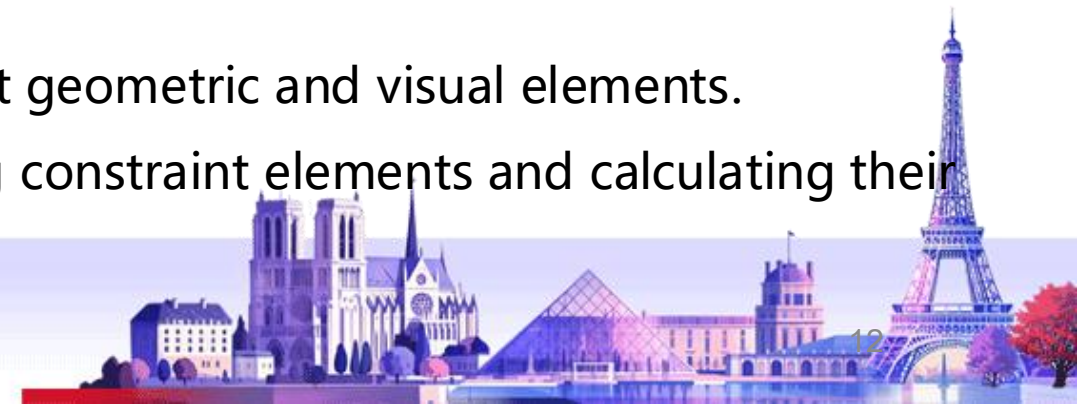 t geometric and visual elements.
constraint elements and calculating their
12